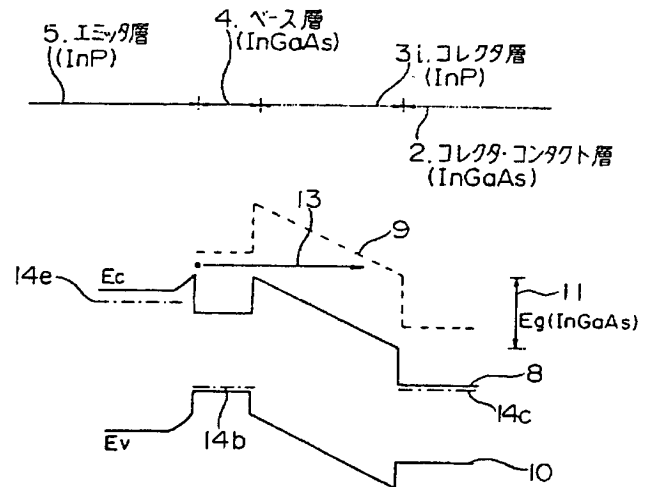 5. エミッタ層
(InP)
4. ベース層
(InGaAs)
3i. コレクタ層
(InP)
2. コレクタ・コンタクト層
(InGaAs)
13
9
14e
Ec
11
Eg(InGaAs)
8
14c
14b
Ev
10